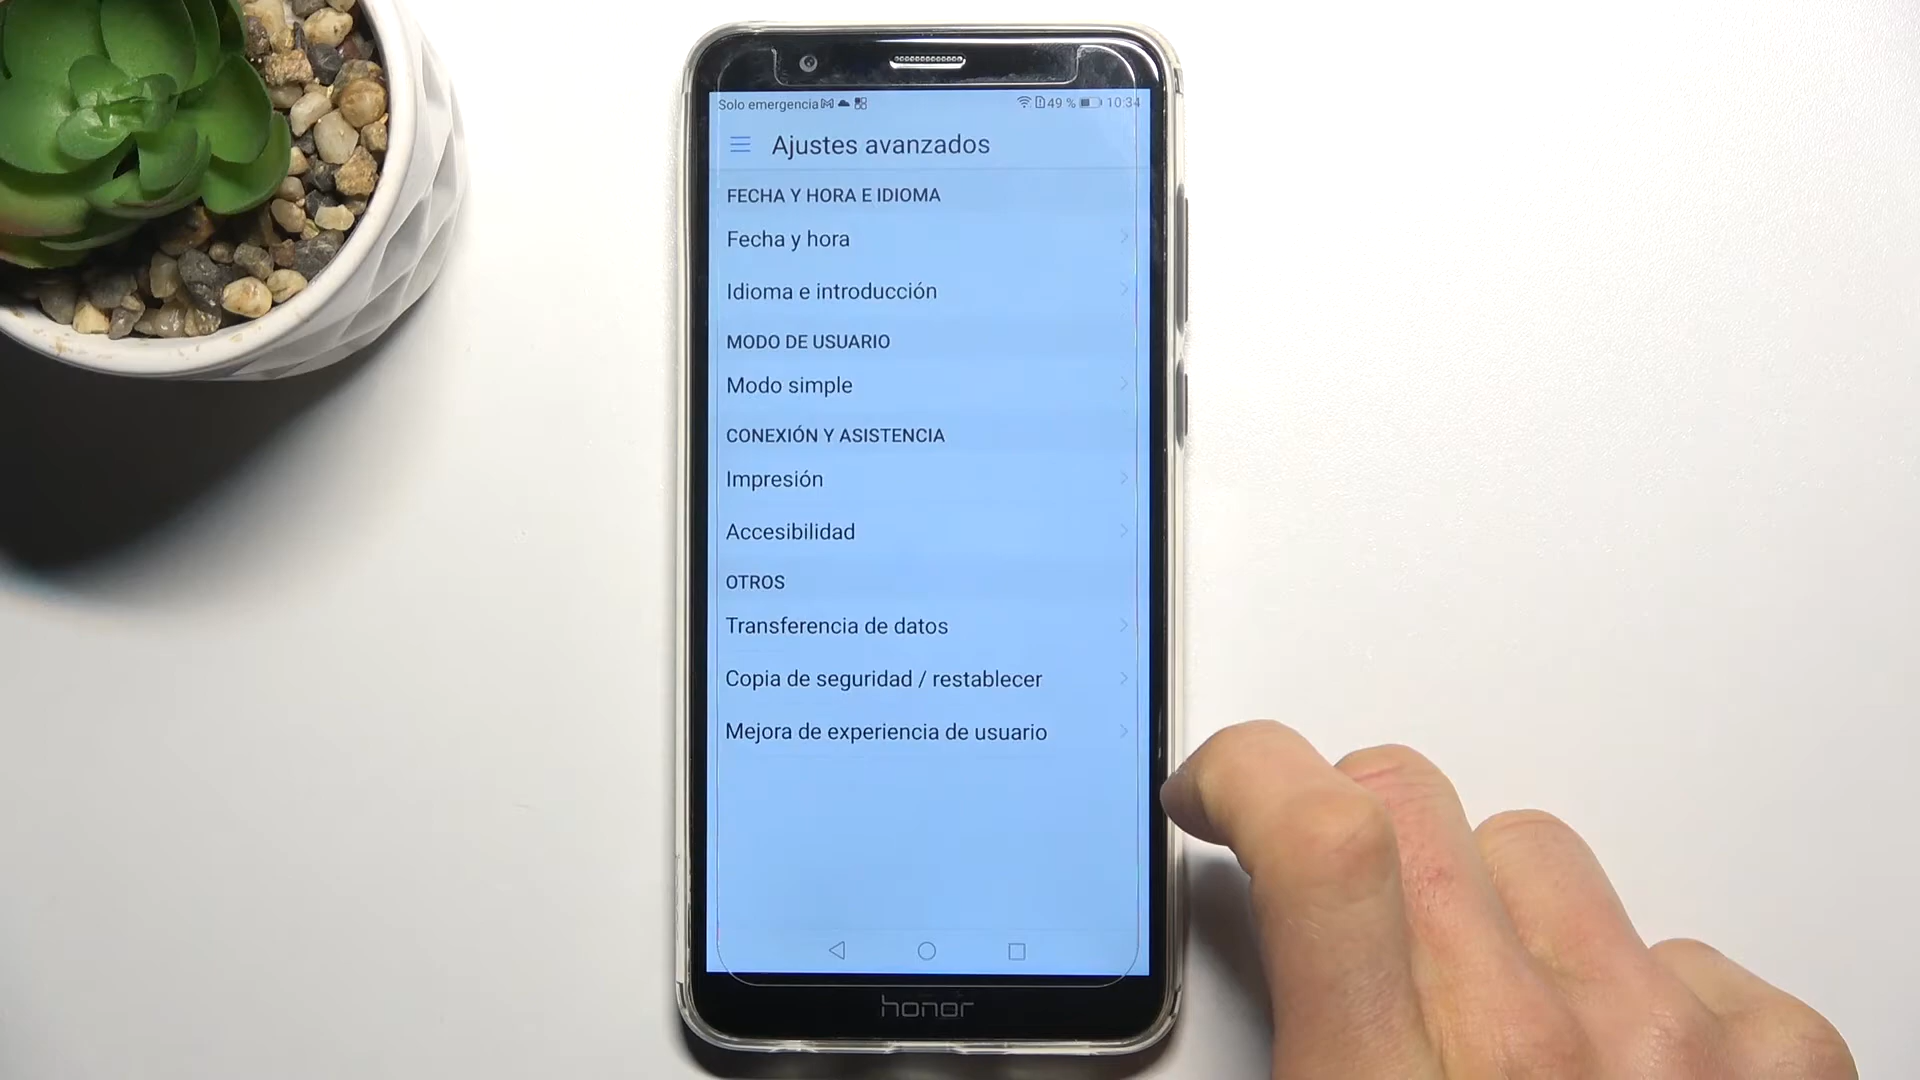 Solo emergencia 49 % 10:34
Ajustes avanzados
FECHA Y HORA E IDIOMA
Fecha y hora
Idioma e introducción
MODO DE USUARIO
Modo simple
CONEXIÓN Y ASISTENCIA
Impresión
Accesibilidad
OTROS
Transferencia de datos
Copia de seguridad / restablecer
Mejora de experiencia de usuario
honor